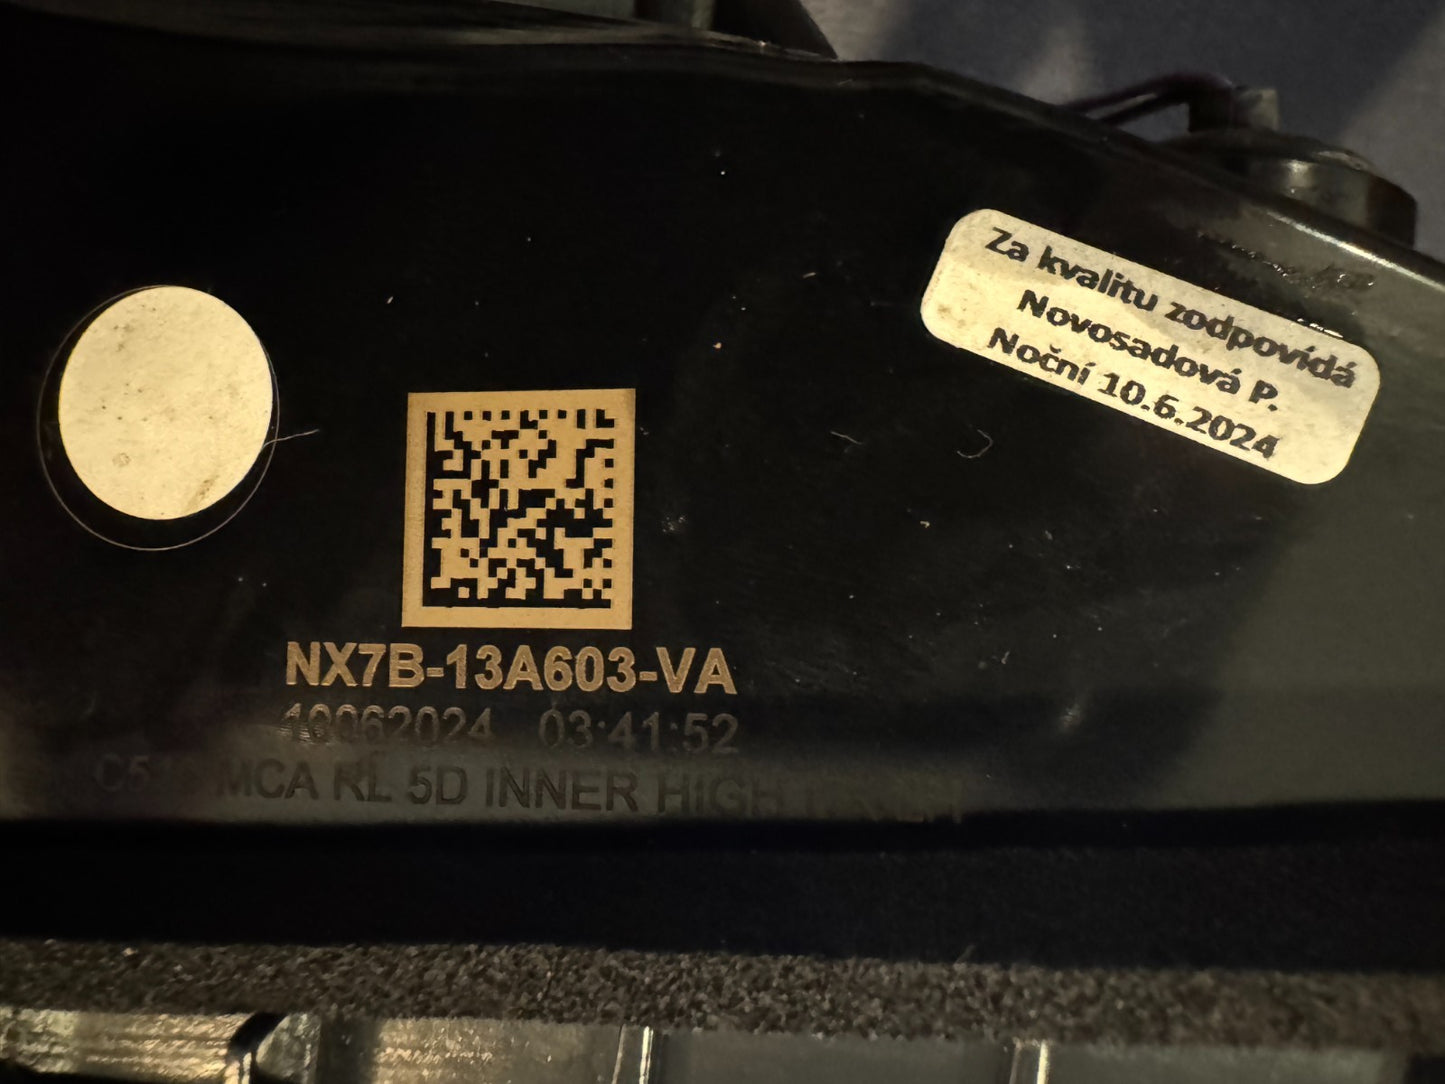 Za kvalitu zodpovídá
Novosadová P.
Noční 10.6.2024
NX7B-13A603-VA
10062024 03:41:52
MCA RL 5D INNER HIGH